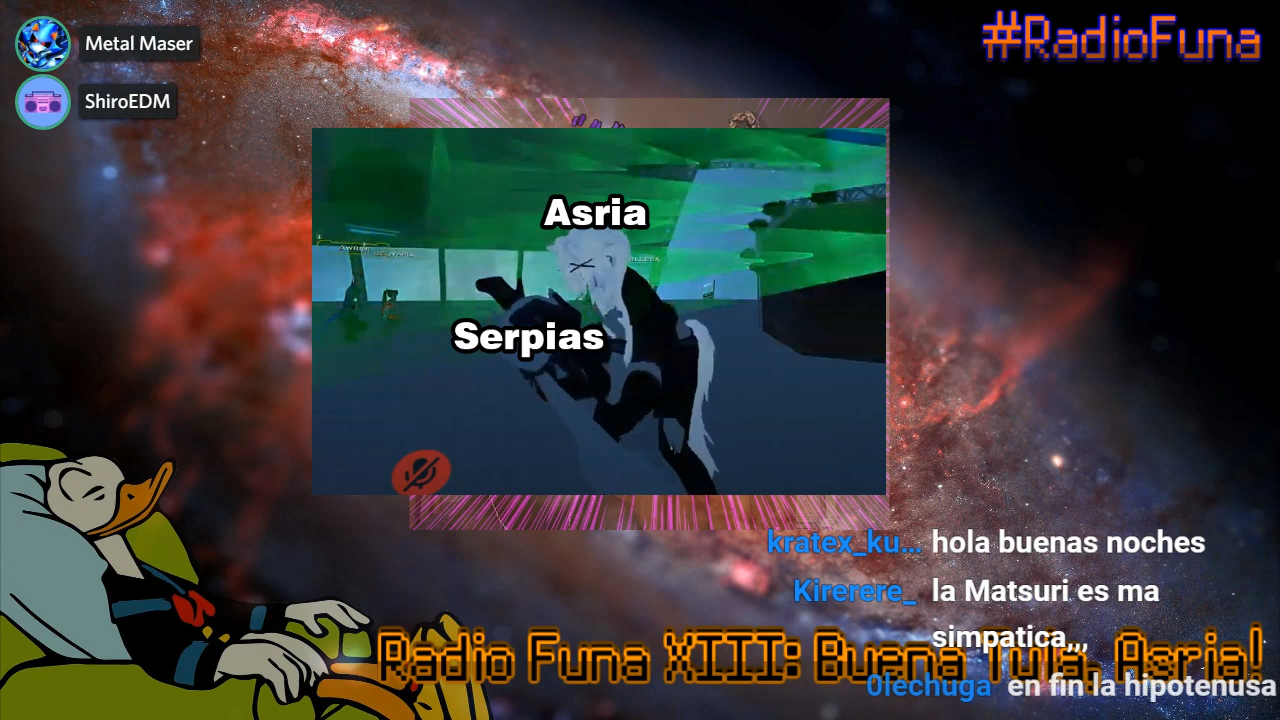 Metal Maser
#RadioFuna
ShiroEDM
Asria
Serpias
kratex_ku... hola buenas noches
Kirerere_ la Matsuri es ma
simpatica,,,
Radio Funa XIII: Buena Tula, Asria!
0lechuga en fin la hipotenusa